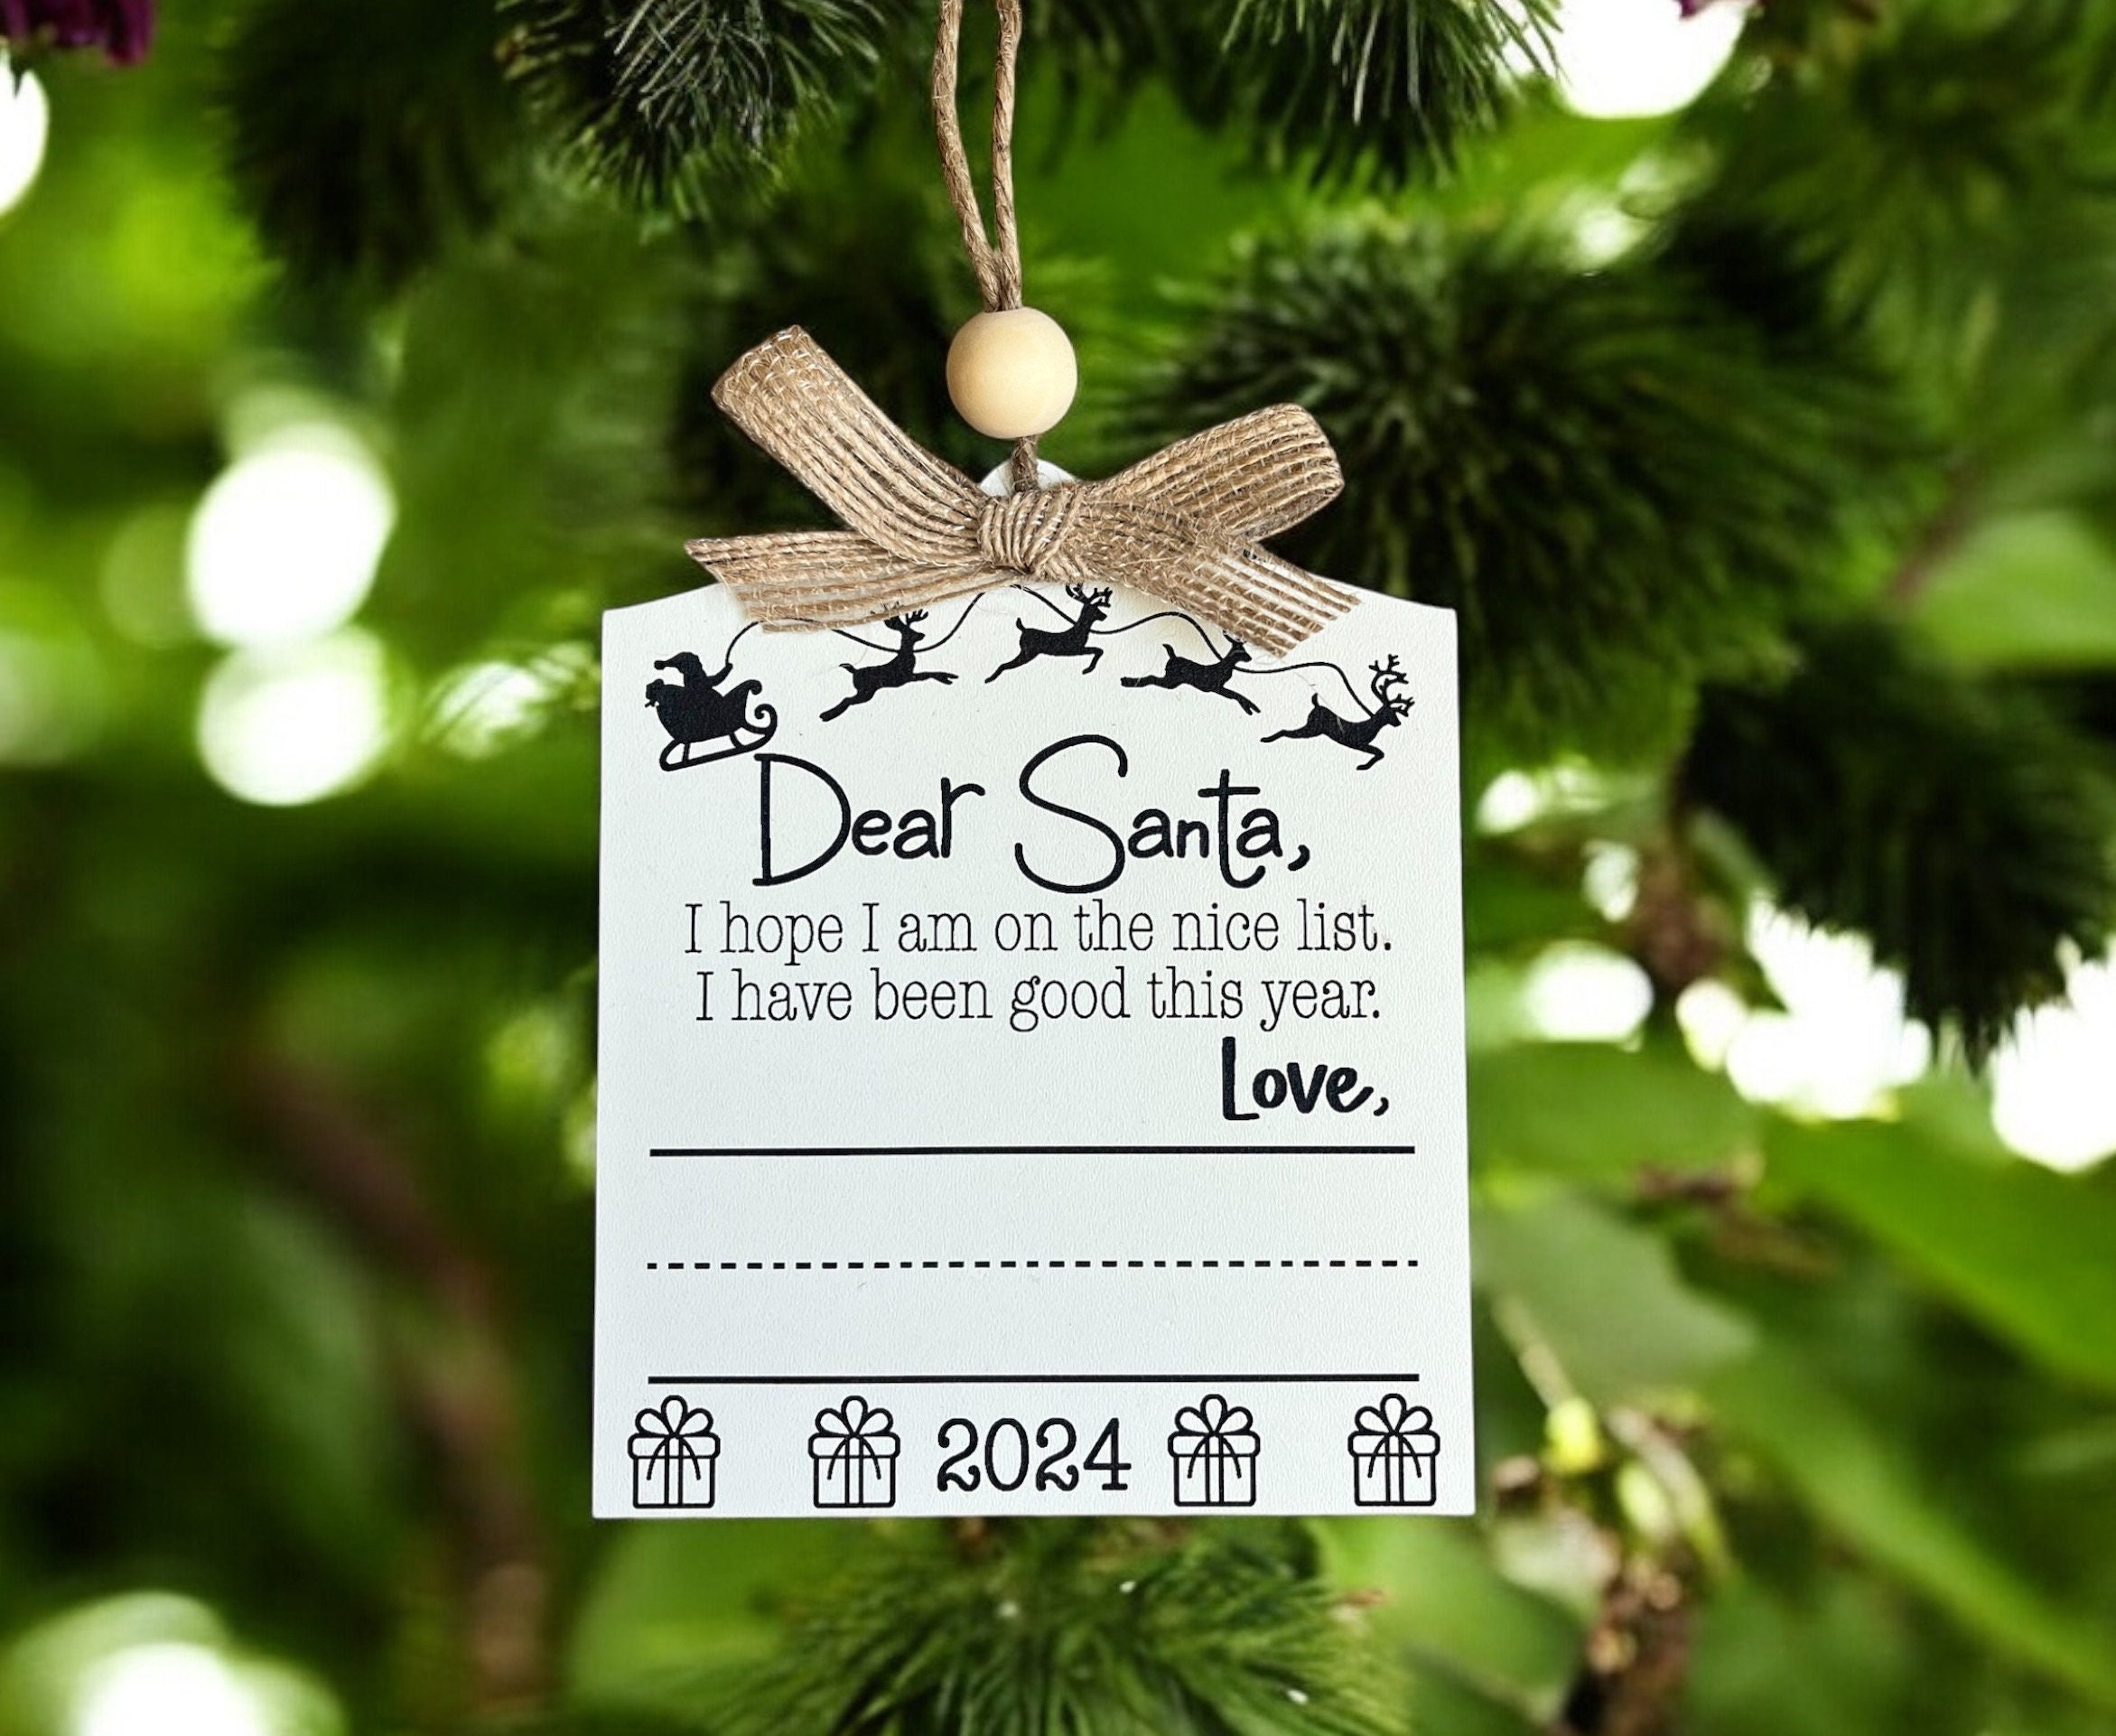 Dear Santa,
I hope I am on the nice list.
I have been good this year.
Love,
2024